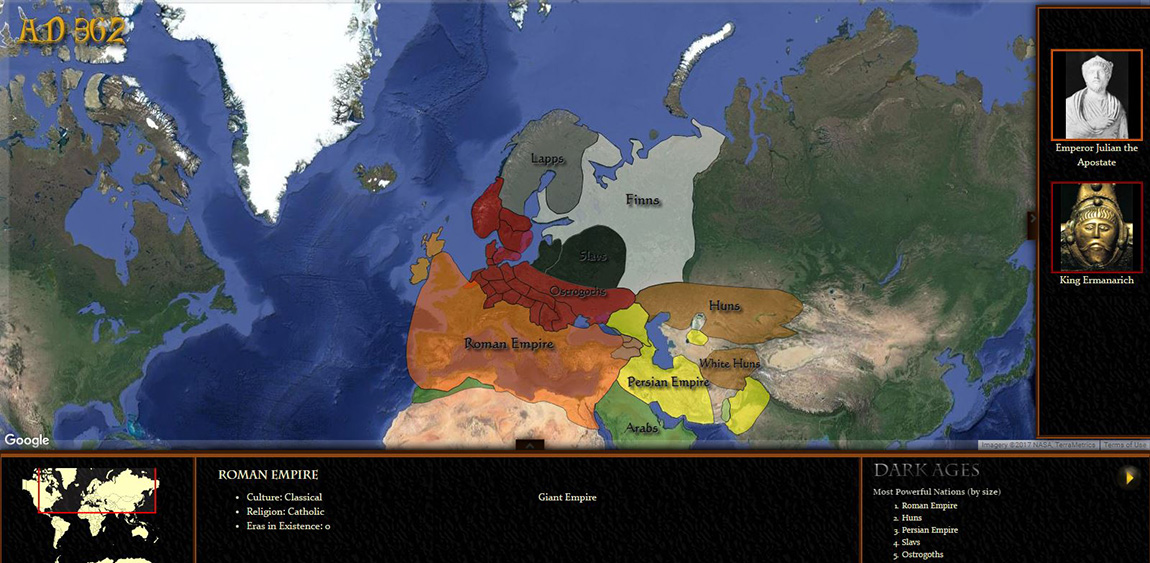 AD 362
Emperor Julian the
Apostate
King Ermanarich
Lapps
Finns
Slavs
Ostrogoths
Huns
Roman Empire
White Huns
Persian Empire
Arabs
Google
Imagery ©2017 NASA, TerraMetrics
Terms of Use
ROMAN EMPIRE
Culture: Classical
Religion: Catholic
Eras in Existence: 0
Giant Empire
DARK AGES
Most Powerful Nations (by size)
1. Roman Empire
2. Huns
3. Persian Empire
4. Slavs
5. Ostrogoths